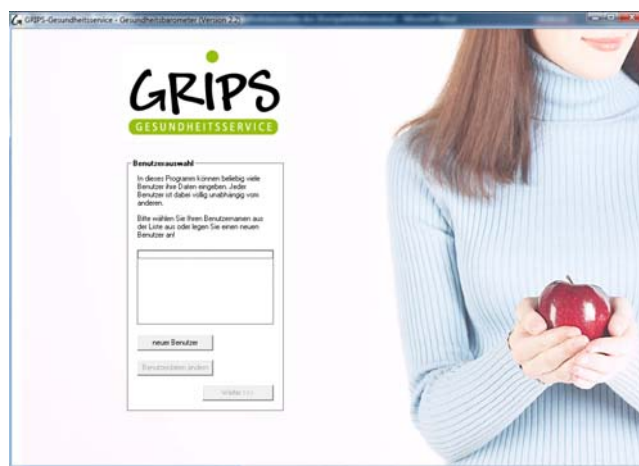 GRIPS-Gesundheitsservice - Gesundheitsbarometer (Version 2.2)
GRIPS
GESUNDHEITSSERVICE
Benutzerauswahl
In dieses Programm können beliebig viele
Benutzer ihre Daten eingeben. Jeder
Benutzer ist dabei völlig unabhängig vom
anderen.
Bitte wählen Sie Ihren Benutzernamen aus
der Liste aus oder legen Sie einen neuen
Benutzer an!
neuer Benutzer
Benutzerdaten ändern
Weiter >>>